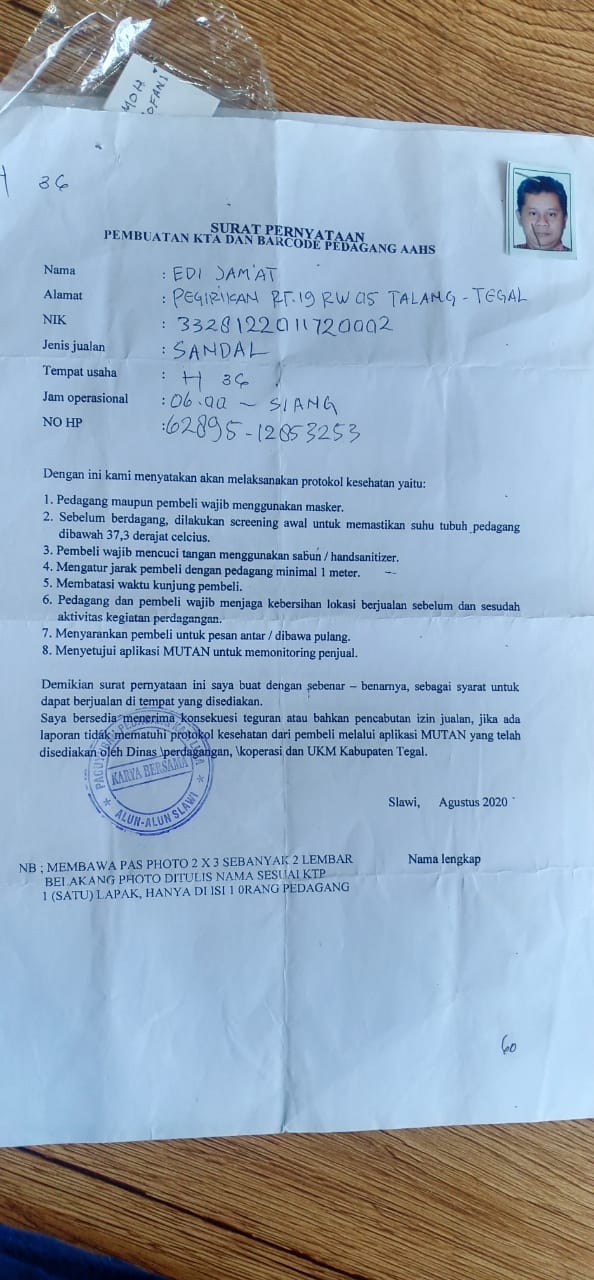 MOH
H 36
SURAT PERNYATAAN
PEMBUATAN KTA DAN BARCODE PEDAGANG AAHS
Nama : EDI JAM'AT
Alamat : PEGIRIKAN RT.19 RW 05 TALANG - TEGAL
NIK : 3328122011720002
Jenis jualan : SANDAL
Tempat usaha : H 36
Jam operasional : 06.00 - SIANG
NO HP :62895-12853253
Dengan ini kami menyatakan akan melaksanakan protokol kesehatan yaitu:
1. Pedagang maupun pembeli wajib menggunakan masker.
2. Sebelum berdagang, dilakukan screening awal untuk memastikan suhu tubuh pedagang
dibawah 37,3 derajat celcius.
3. Pembeli wajib mencuci tangan menggunakan sabun / handsanitizer.
4. Mengatur jarak pembeli dengan pedagang minimal 1 meter.
5. Membatasi waktu kunjung pembeli.
6. Pedagang dan pembeli wajib menjaga kebersihan lokasi berjualan sebelum dan sesudah
aktivitas kegiatan perdagangan.
7. Menyarankan pembeli untuk pesan antar / dibawa pulang.
8. Menyetujui aplikasi MUTAN untuk memonitoring penjual.
Demikian surat pernyataan ini saya buat dengan sebenar – benarnya, sebagai syarat untuk
dapat berjualan di tempat yang disediakan.
Saya bersedia menerima konsekuesi teguran atau bahkan pencabutan izin jualan, jika ada
laporan tidak mematuhi protokol kesehatan dari pembeli melalui aplikasi MUTAN yang telah
disediakan oleh Dinas \perdagangan, \koperasi dan UKM Kabupaten Tegal.
KARYA BERSAMA
ALUN-ALUN SLAWI
Slawi, Agustus 2020
Nama lengkap
NB ; MEMBAWA PAS PHOTO 2 X 3 SEBANYAK 2 LEMBAR
BELAKANG PHOTO DITULIS NAMA SESUAI KTP
1 (SATU) LAPAK, HANYA DI ISI 1 0RANG PEDAGANG
60